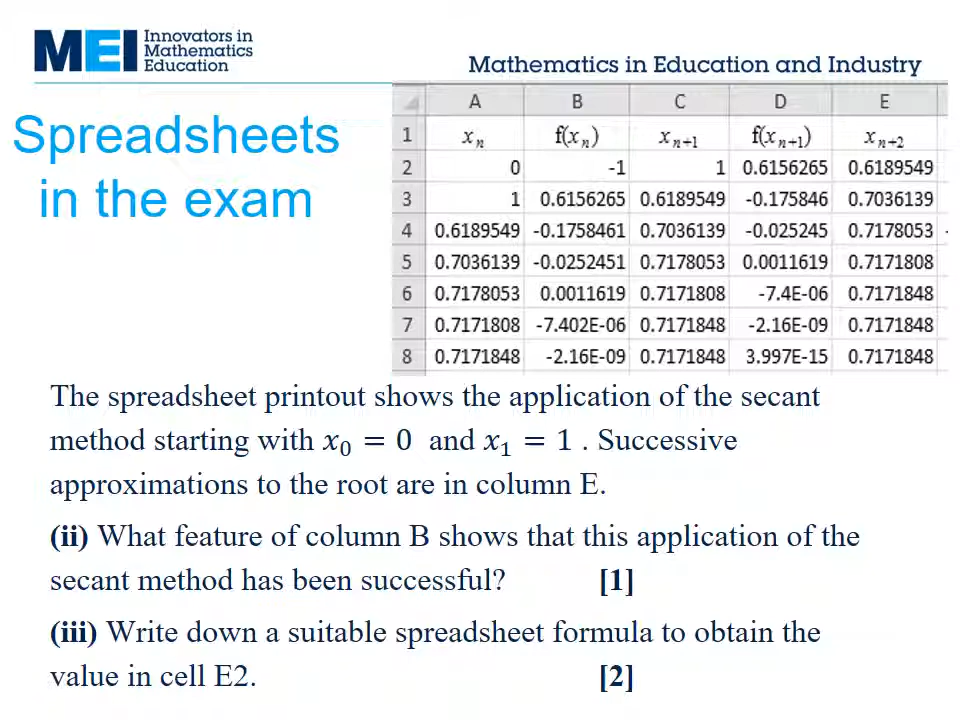 MEI Innovators in
Mathematics
Education
Mathematics in Education and Industry
Spreadsheets
in the exam
A B C D E
1 xₙ f(xₙ) xₙ₊₁ f(xₙ₊₁) xₙ₊₂
2 0 -1 1 0.6156265 0.6189549
3 1 0.6156265 0.6189549 -0.175846 0.7036139
4 0.6189549 -0.1758461 0.7036139 -0.025245 0.7178053 -
5 0.7036139 -0.0252451 0.7178053 0.0011619 0.7171808
6 0.7178053 0.0011619 0.7171808 -7.4E-06 0.7171848
7 0.7171808 -7.402E-06 0.7171848 -2.16E-09 0.7171848
8 0.7171848 -2.16E-09 0.7171848 3.997E-15 0.7171848
The spreadsheet printout shows the application of the secant
method starting with x₀ = 0 and x₁ = 1 . Successive
approximations to the root are in column E.
(ii) What feature of column B shows that this application of the
secant method has been successful? [1]
(iii) Write down a suitable spreadsheet formula to obtain the
value in cell E2. [2]